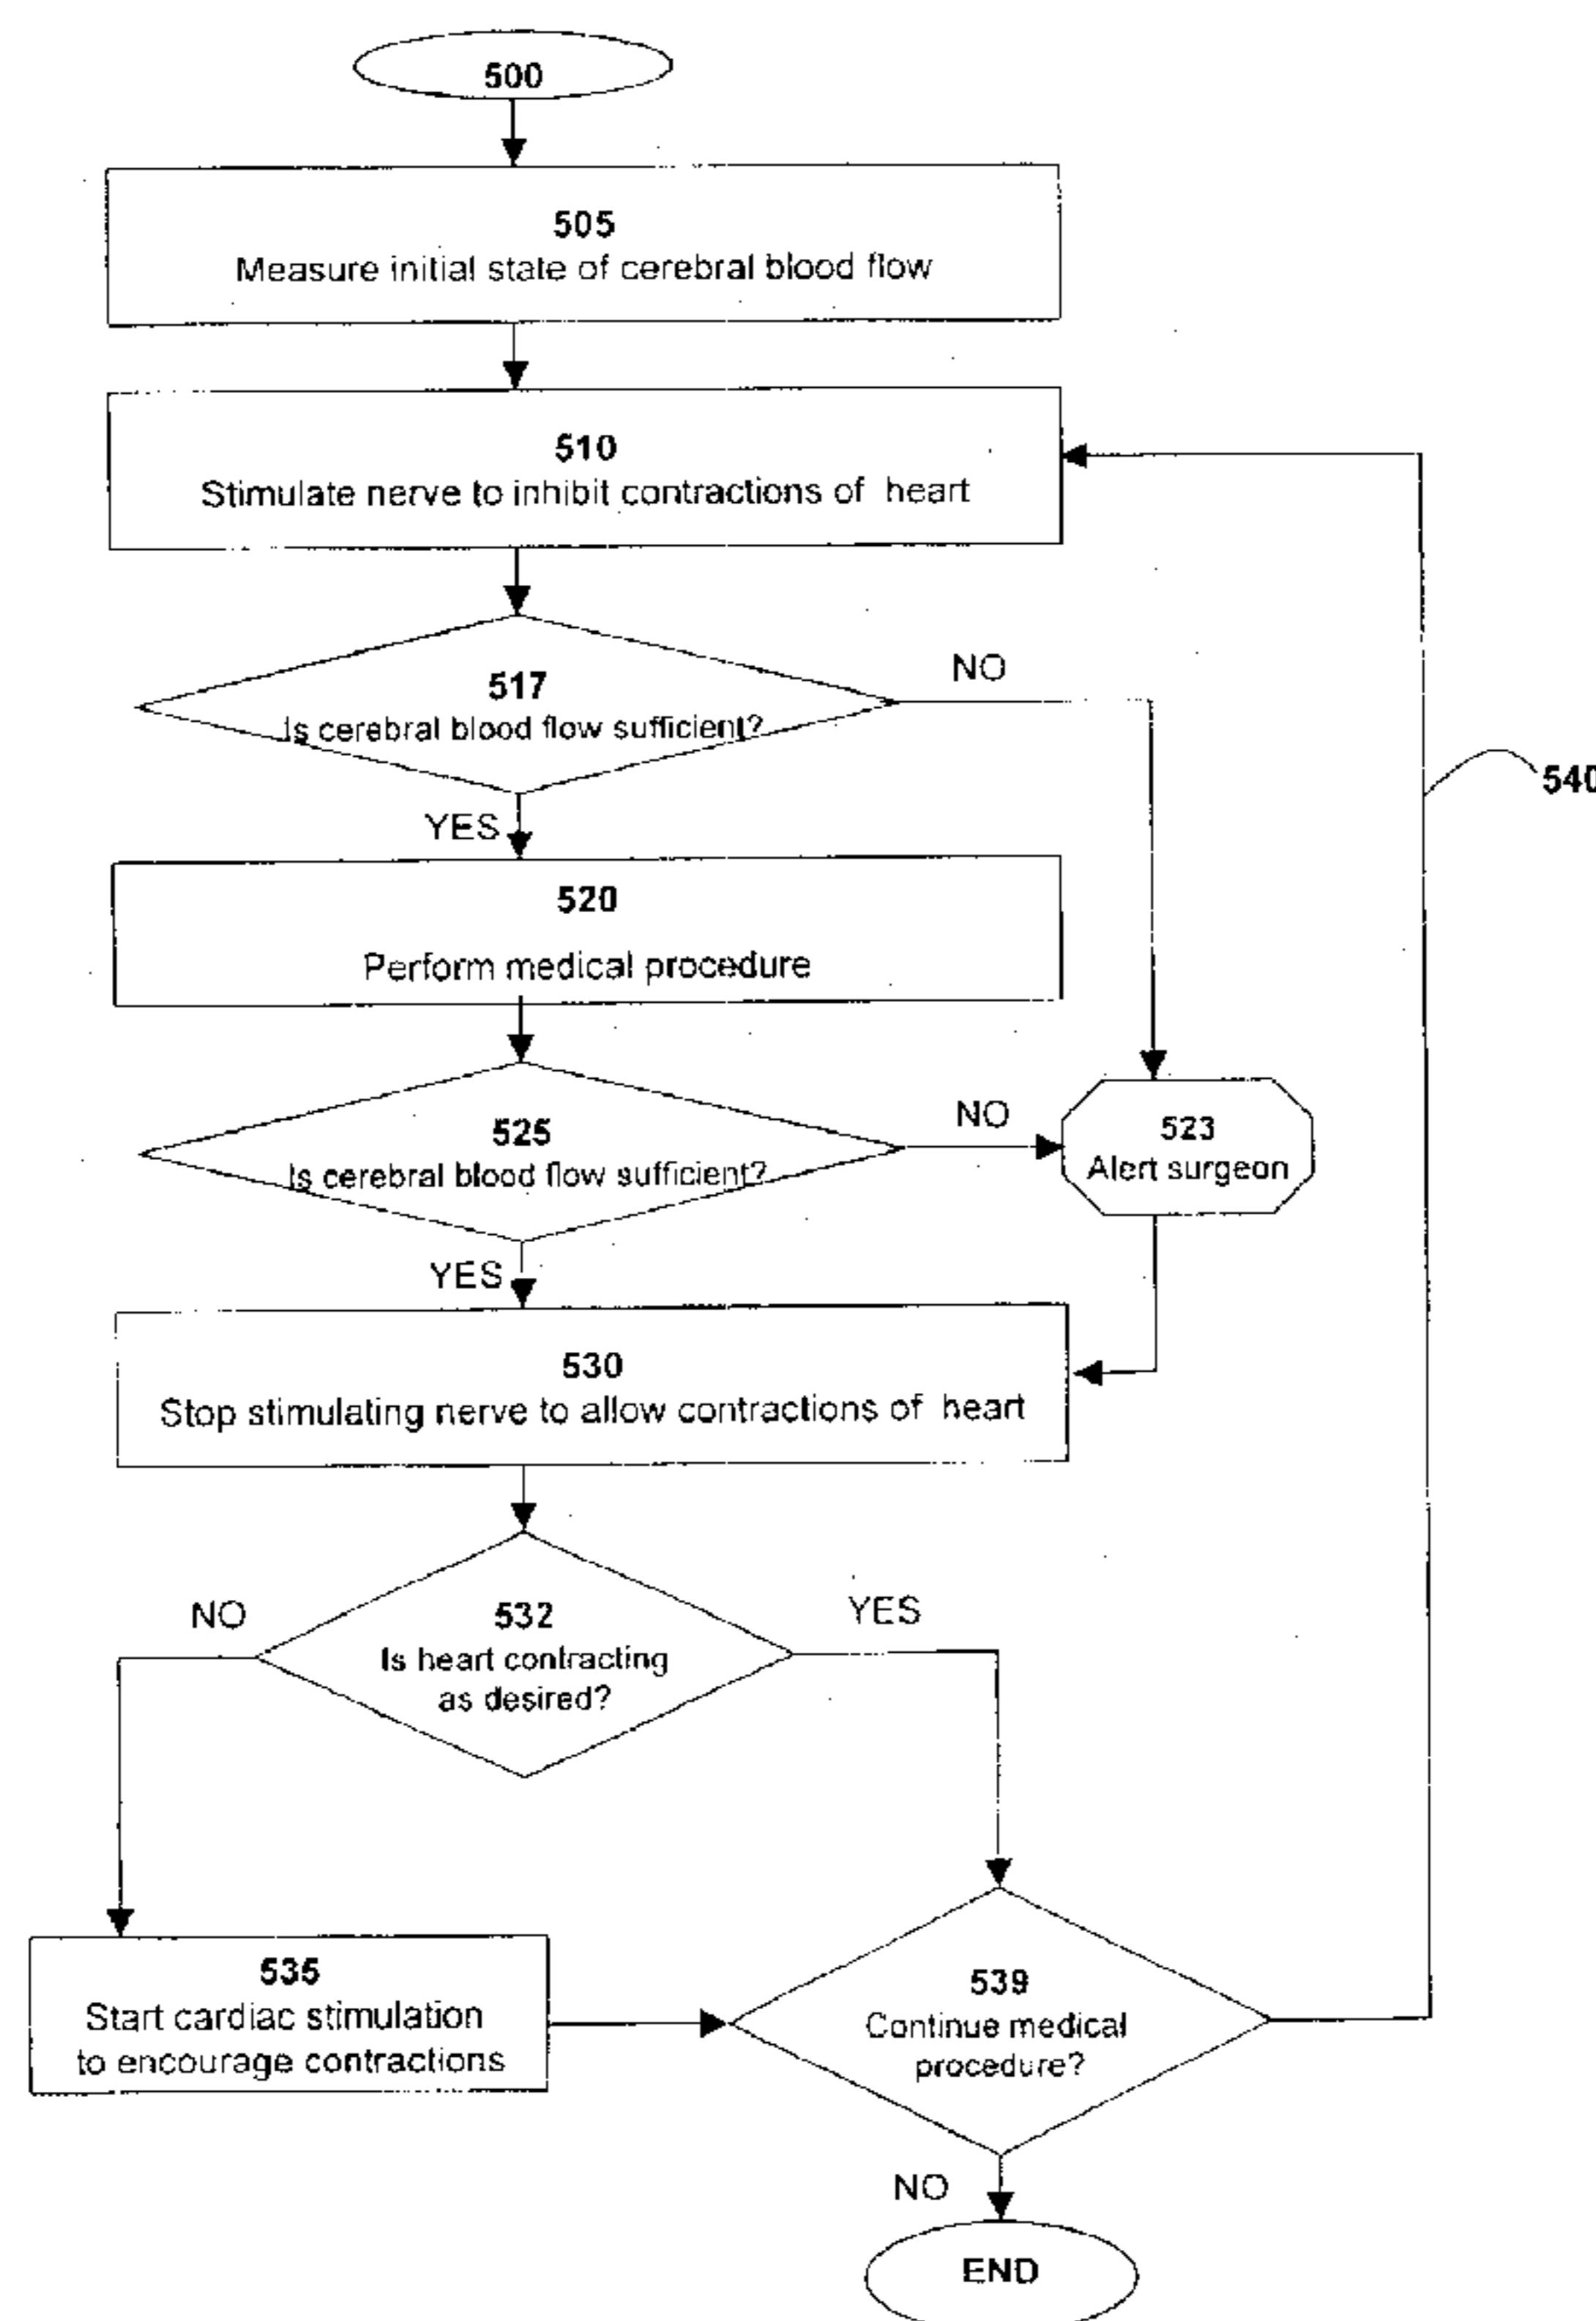 500
505
Measure initial state of cerebral blood flow
510
Stimulate nerve to inhibit contractions of heart
517
Is cerebral blood flow sufficient?
NO
540
YES
520
Perform medical procedure
525
Is cerebral blood flow sufficient?
NO
523
Alert surgeon
YES
530
Stop stimulating nerve to allow contractions of heart
532
Is heart contracting
as desired?
NO
YES
535
Start cardiac stimulation
to encourage contractions
539
Continue medical
procedure?
NO
END